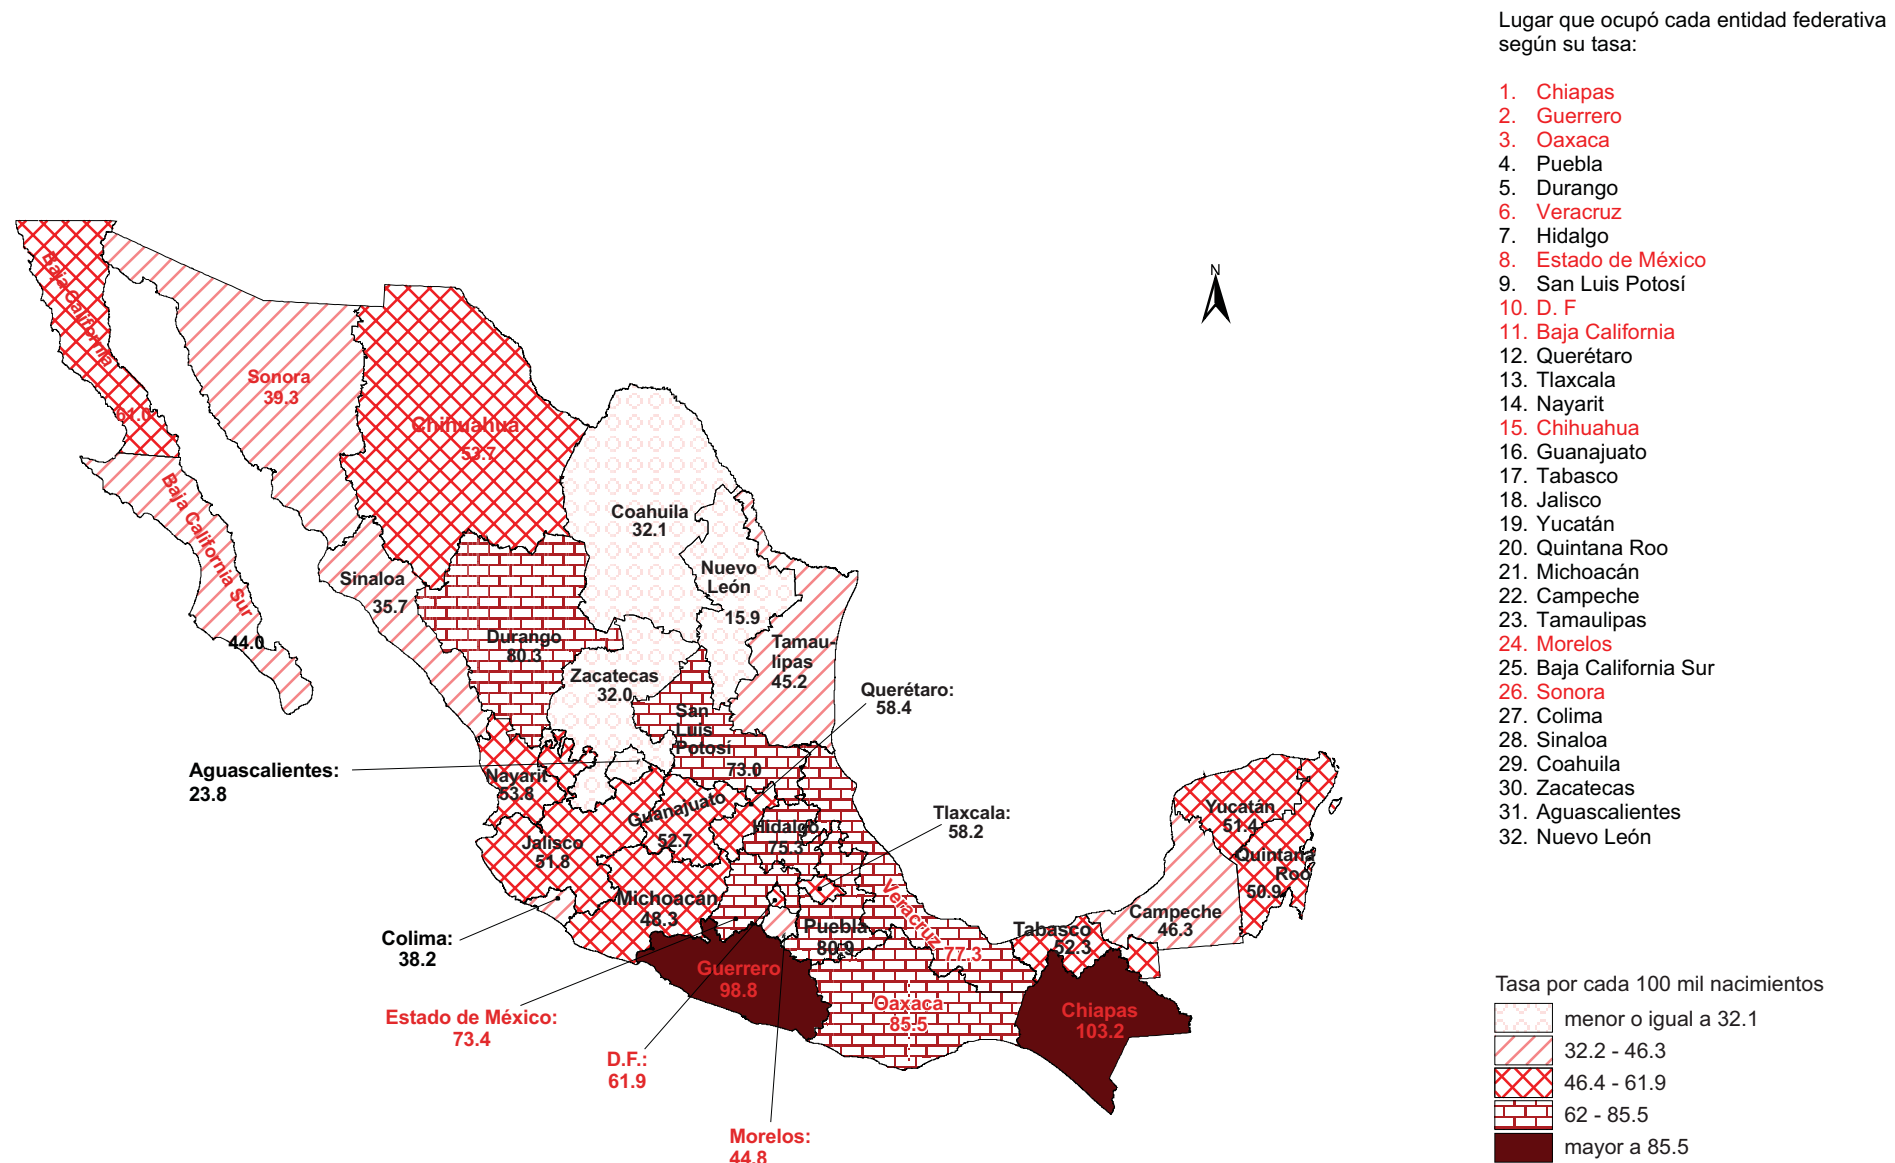 Lugar que ocupó cada entidad federativa
según su tasa:
1. Chiapas
2. Guerrero
3. Oaxaca
4. Puebla
5. Durango
6. Veracruz
7. Hidalgo
8. Estado de México
9. San Luis Potosí
10. D. F
11. Baja California
12. Querétaro
13. Tlaxcala
14. Nayarit
15. Chihuahua
16. Guanajuato
17. Tabasco
18. Jalisco
19. Yucatán
20. Quintana Roo
21. Michoacán
22. Campeche
23. Tamaulipas
24. Morelos
25. Baja California Sur
26. Sonora
27. Colima
28. Sinaloa
29. Coahuila
30. Zacatecas
31. Aguascalientes
32. Nuevo León
N
Baja California
61.0
Sonora
39.3
Chihuahua
53.7
Baja California Sur
44.0
Coahuila
32.1
Nuevo
León
15.9
Sinaloa
35.7
Durango
80.3
Zacatecas
32.0
Tamau-
lipas
45.2
San
Luis
Potosí
73.0
Querétaro:
58.4
Aguascalientes:
23.8
Nayarit
53.8
Guanajuato
52.7
Hidalgo
75.3
Tlaxcala:
58.2
Jalisco
51.8
Michoacán
48.3
Colima:
38.2
Puebla
80.9
Veracruz
77.3
Yucatán
51.4
Quintana
Roo
50.9
Campeche
46.3
Tabasco
52.3
Guerrero
98.8
Oaxaca
85.5
Chiapas
103.2
Estado de México:
73.4
D.F.:
61.9
Morelos:
44.8
Tasa por cada 100 mil nacimientos
menor o igual a 32.1
32.2 - 46.3
46.4 - 61.9
62 - 85.5
mayor a 85.5